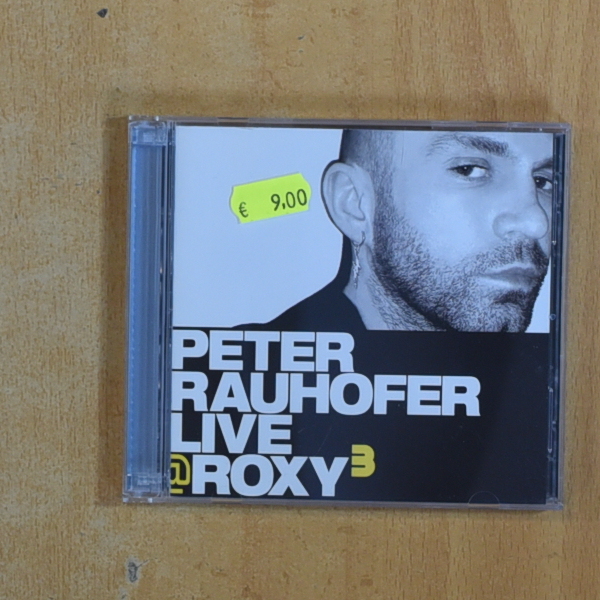 € 9,00
PETER
RAUHOFER
LIVE
@ROXY3